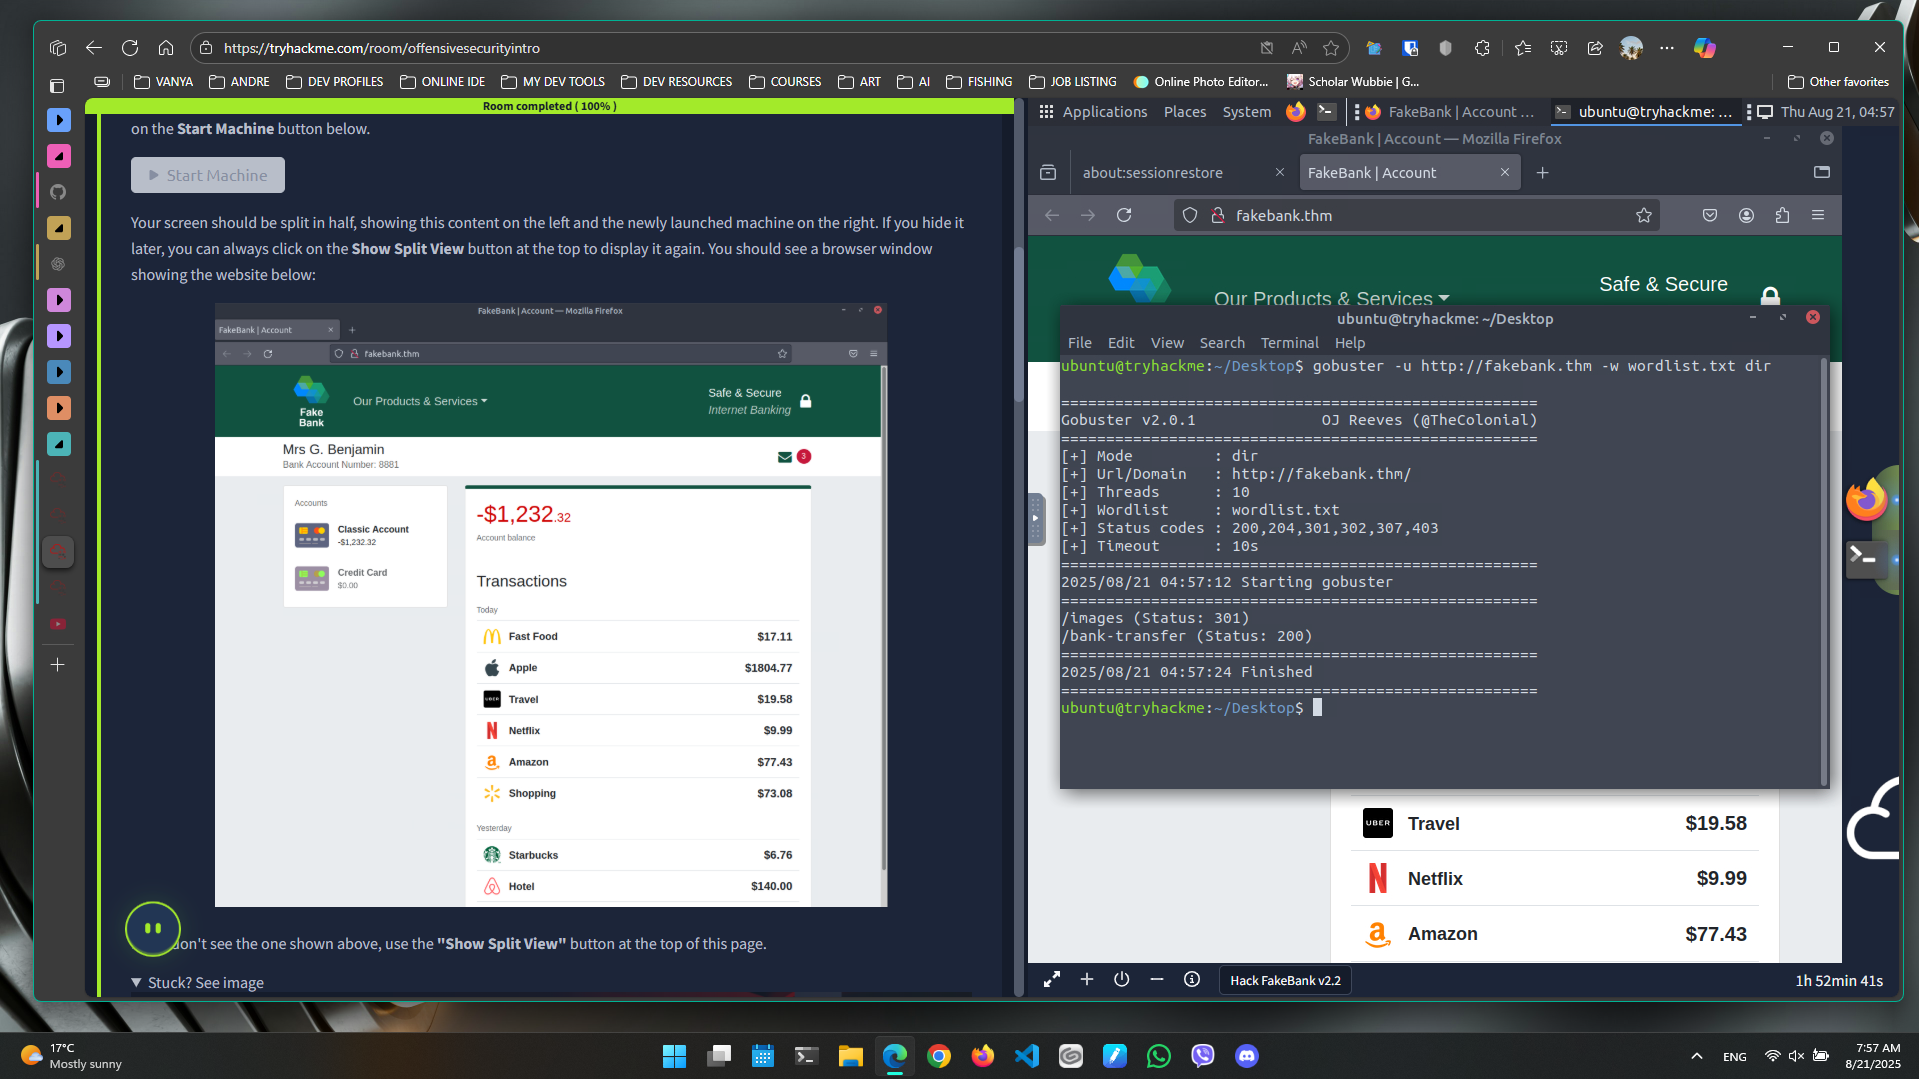 https://tryhackme.com/room/offensivesecurityintro
VANYA
ANDRE
DEV PROFILES
ONLINE IDE
MY DEV TOOLS
DEV RESOURCES
COURSES
ART
AI
FISHING
JOB LISTING
Online Photo Editor...
Scholar Wubbie | G...
Other favorites
Room completed ( 100% )
on the Start Machine button below.
Start Machine
Your screen should be split in half, showing this content on the left and the newly launched machine on the right. If you hide it
later, you can always click on the Show Split View button at the top to display it again. You should see a browser window
showing the website below:
FakeBank | Account — Mozilla Firefox
FakeBank | Account
fakebank.thm
Fake
Bank
Our Products & Services
Safe & Secure
Internet Banking
Mrs G. Benjamin
Bank Account Number: 8881
3
Accounts
Classic Account
-$1,232.32
Credit Card
$0.00
-$1,232.32
Account balance
Transactions
Today
Fast Food $17.11
Apple $1804.77
UBER Travel $19.58
Netflix $9.99
Amazon $77.43
Shopping $73.08
Yesterday
Starbucks $6.76
Hotel $140.00
don't see the one shown above, use the "Show Split View" button at the top of this page.
Stuck? See image
Applications Places System
FakeBank | Account ...
ubuntu@tryhackme: ...
Thu Aug 21, 04:57
FakeBank | Account — Mozilla Firefox
about:sessionrestore
FakeBank | Account
fakebank.thm
Our Products & Services
Safe & Secure
ubuntu@tryhackme: ~/Desktop
File Edit View Search Terminal Help
ubuntu@tryhackme:~/Desktop$ gobuster -u http://fakebank.thm -w wordlist.txt dir
=====================================================
Gobuster v2.0.1              OJ Reeves (@TheColonial)
=====================================================
[+] Mode         : dir
[+] Url/Domain   : http://fakebank.thm/
[+] Threads      : 10
[+] Wordlist     : wordlist.txt
[+] Status codes : 200,204,301,302,307,403
[+] Timeout      : 10s
=====================================================
2025/08/21 04:57:12 Starting gobuster
=====================================================
/images (Status: 301)
/bank-transfer (Status: 200)
=====================================================
2025/08/21 04:57:24 Finished
=====================================================
ubuntu@tryhackme:~/Desktop$
UBER Travel $19.58
Netflix $9.99
Amazon $77.43
Hack FakeBank v2.2
1h 52min 41s
17°C
Mostly sunny
ENG
7:57 AM
8/21/2025